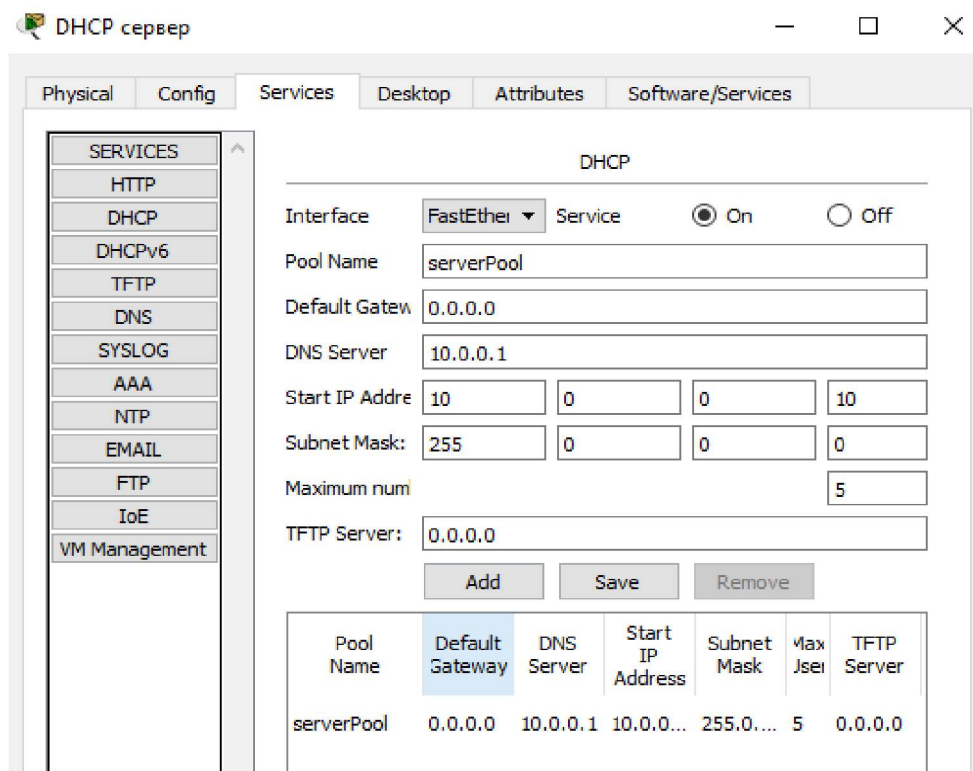 DHCP сервер
Physical Config Services Desktop Attributes Software/Services
SERVICES
HTTP
DHCP
DHCPv6
TFTP
DNS
SYSLOG
AAA
NTP
EMAIL
FTP
IoE
VM Management
DHCP
Interface FastEther Service On Off
Pool Name serverPool
Default Gatew 0.0.0.0
DNS Server 10.0.0.1
Start IP Addre 10 0 0 10
Subnet Mask: 255 0 0 0
Maximum num 5
TFTP Server: 0.0.0.0
Add Save Remove
Pool Name Default Gateway DNS Server Start IP Address Subnet Mask Max User TFTP Server
serverPool 0.0.0.0 10.0.0.1 10.0.0... 255.0.... 5 0.0.0.0